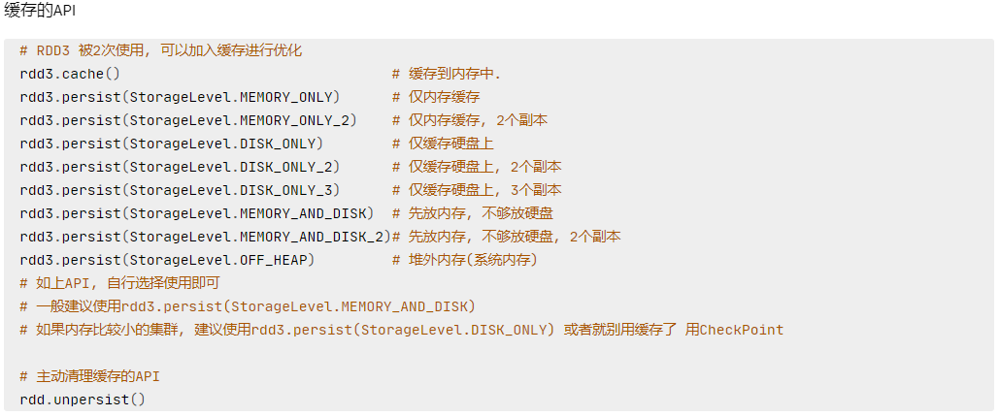 缓存的API
# RDD3 被2次使用, 可以加入缓存进行优化
rdd3.cache() # 缓存到内存中.
rdd3.persist(StorageLevel.MEMORY_ONLY) # 仅内存缓存
rdd3.persist(StorageLevel.MEMORY_ONLY_2) # 仅内存缓存, 2个副本
rdd3.persist(StorageLevel.DISK_ONLY) # 仅缓存硬盘上
rdd3.persist(StorageLevel.DISK_ONLY_2) # 仅缓存硬盘上, 2个副本
rdd3.persist(StorageLevel.DISK_ONLY_3) # 仅缓存硬盘上, 3个副本
rdd3.persist(StorageLevel.MEMORY_AND_DISK) # 先放内存, 不够放硬盘
rdd3.persist(StorageLevel.MEMORY_AND_DISK_2)# 先放内存, 不够放硬盘, 2个副本
rdd3.persist(StorageLevel.OFF_HEAP) # 堆外内存(系统内存)
# 如上API, 自行选择使用即可
# 一般建议使用rdd3.persist(StorageLevel.MEMORY_AND_DISK)
# 如果内存比较小的集群, 建议使用rdd3.persist(StorageLevel.DISK_ONLY) 或者就别用缓存了 用CheckPoint
# 主动清理缓存的API
rdd.unpersist()